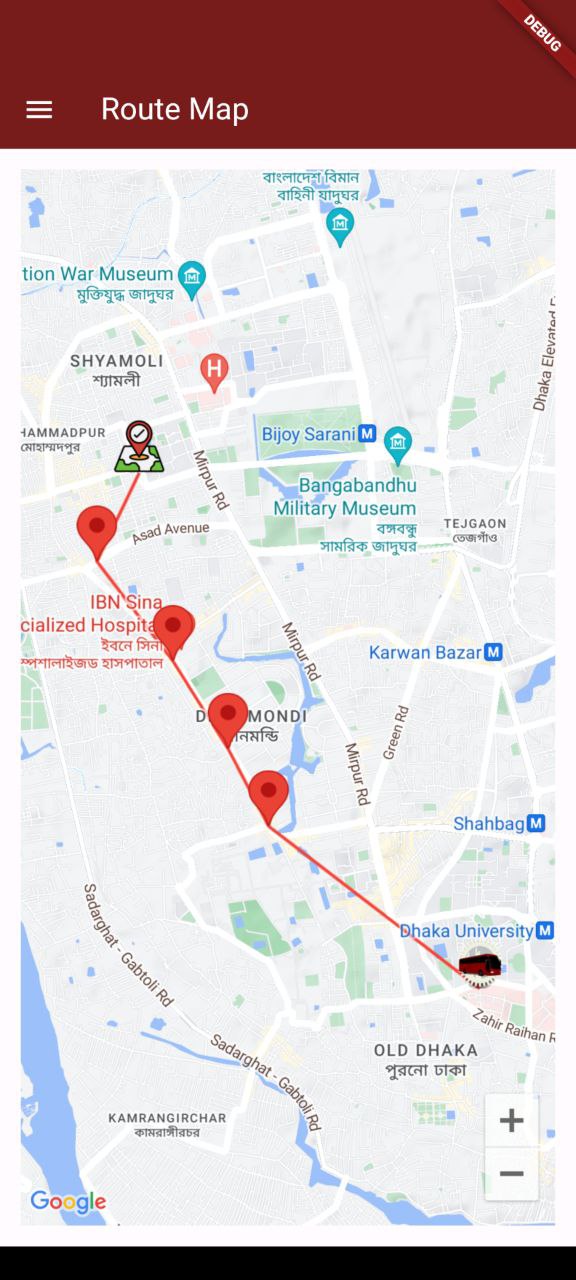 DEBUG
Route Map
বাংলাদেশ বিমান
বাহিনী যাদুঘর
tion War Museum
মুক্তিযুদ্ধ জাদুঘর
SHYAMOLI
শ্যামলী
H
Dhaka Elevated
HAMMADPUR
মোহাম্মদপুর
Bijoy Sarani M
Mirpur Rd
Bangabandhu
Military Museum
বঙ্গবন্ধু
সামরিক জাদুঘর
TEJGAON
তেজগাঁও
Asad Avenue
IBN Sina
cialized Hospita
ইবনে সিনা
স্পেশালাইজড হাসপাতাল
Mirpur Rd
Karwan Bazar M
D MONDI
নমন্ডি
Green Rd
Mirpur Rd
Shahbag M
Sadarghat - Gabtoli Rd
Dhaka University M
Zahir Raihan R
Sadarghat - Gabtoli Rd
OLD DHAKA
পুরনো ঢাকা
KAMRANGIRCHAR
কামরাঙ্গীরচর
+
−
Google